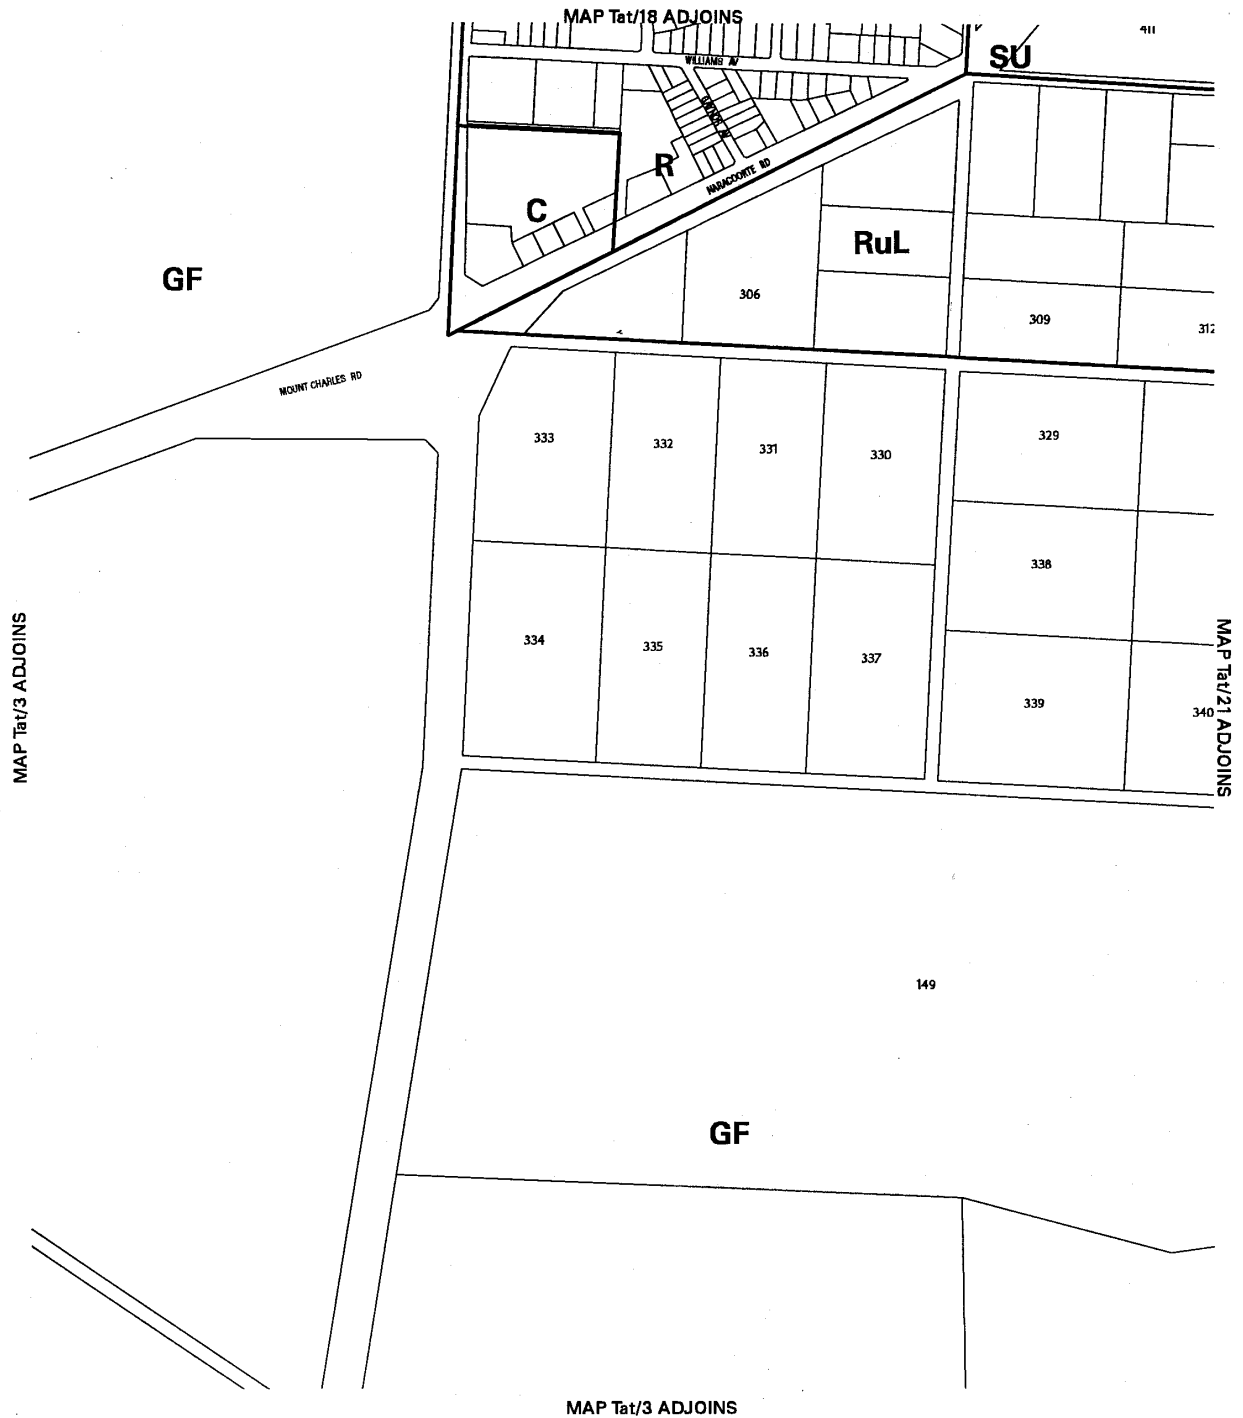 MAP Tat/18 ADJOINS
411
SU
WILLIAMS AV
R
NARACOORTE RD
C
RuL
GF
306
309
312
MOUNT CHARLES RD
333
332
331
330
329
338
334
335
336
337
339
340
MAP Tat/3 ADJOINS
MAP Tat/21 ADJOINS
149
GF
MAP Tat/3 ADJOINS